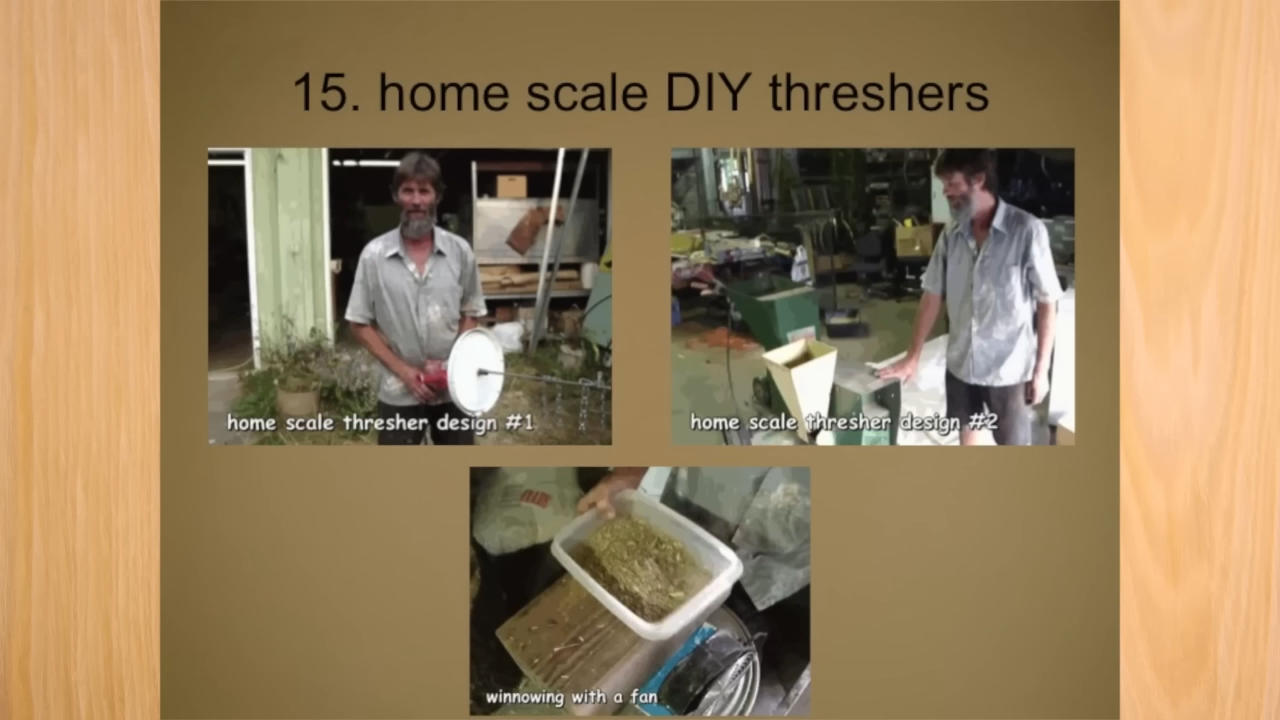 15. home scale DIY threshers
home scale thresher design #1
home scale thresher design #2
winnowing with a fan